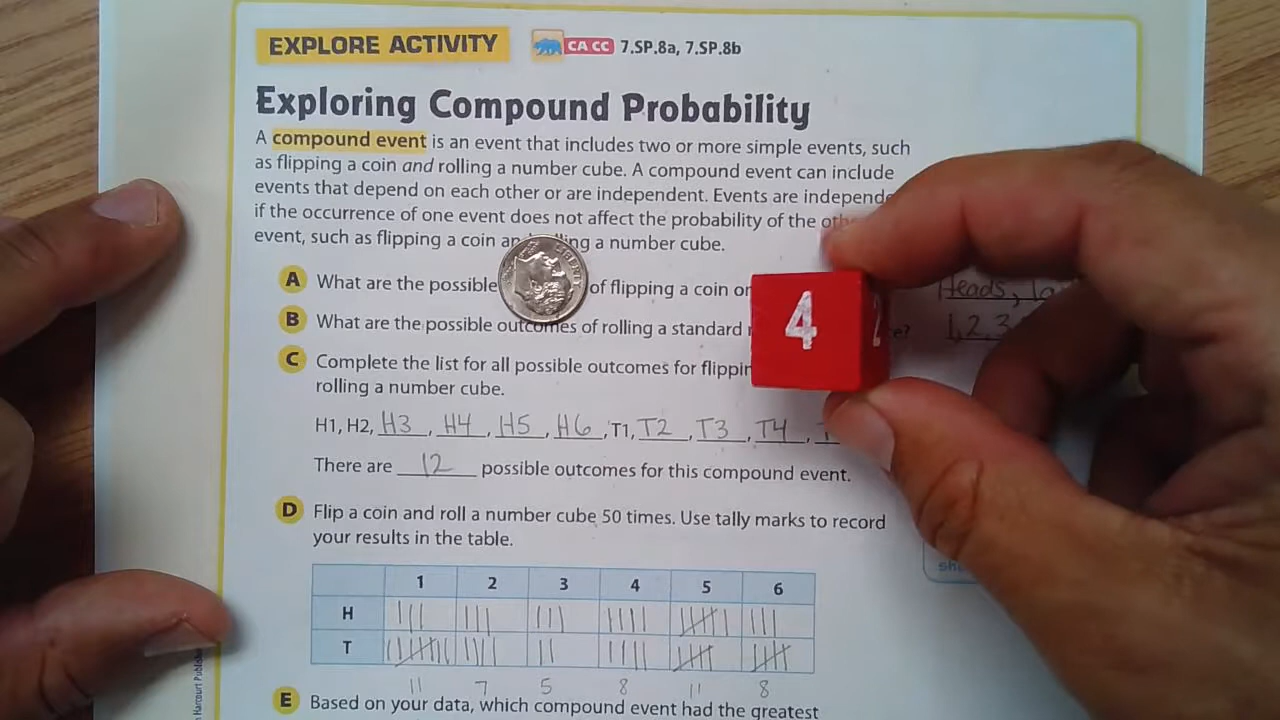 EXPLORE ACTIVITY CA CC 7.SP.8a, 7.SP.8b
Exploring Compound Probability
A compound event is an event that includes two or more simple events, such
as flipping a coin and rolling a number cube. A compound event can include
events that depend on each other or are independent. Events are
if the occurrence of one event does not affect the probability of the
event, such as flipping a coin a number cube.
A What are the possible of flipping a coin Heads,
B What are the possible outcomes of rolling a standard 1,2,3
C Complete the list for all possible outcomes for
rolling a number cube.
H1, H2, H3, H4, H5, H6, T1, T2, T3, T4,
There are 12 possible outcomes for this compound event.
D Flip a coin and roll a number cube 50 times. Use tally marks to record
your results in the table.
1 2 3 4 5 6
H
T
11 7 5 8 11 8
E Based on your data, which compound event had the greatest
4
Harcourt